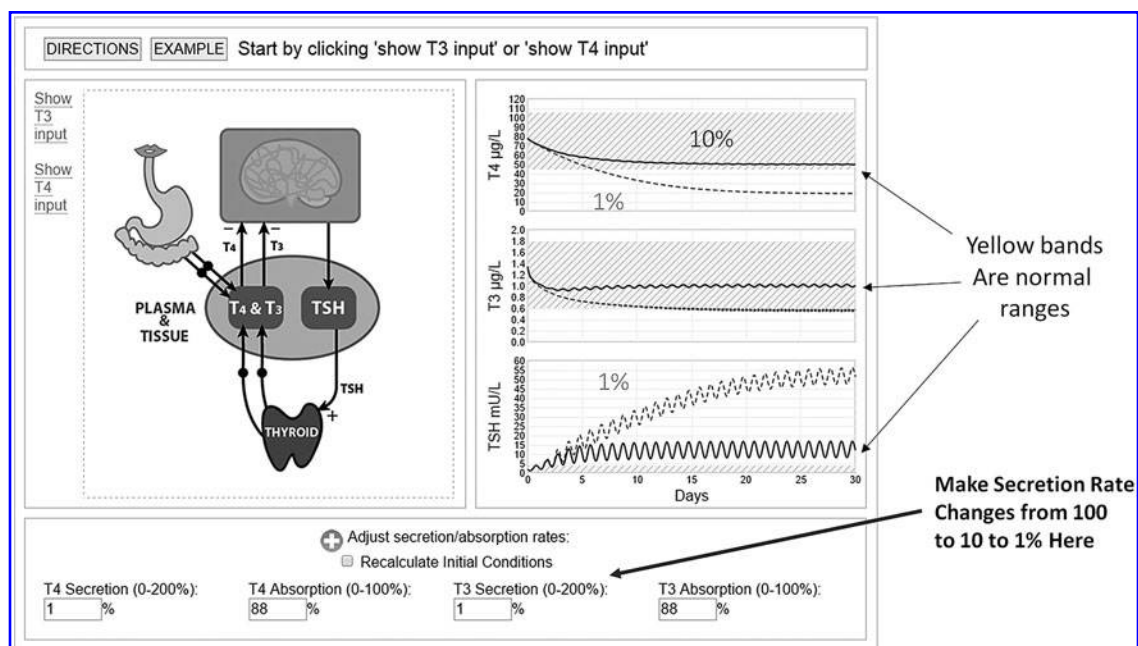 DIRECTIONS EXAMPLE Start by clicking 'show T3 input' or 'show T4 input'
Show
T3
input
Show
T4
input
T4
T3
PLASMA
&
TISSUE
T4 & T3
TSH
TSH
THYROID
T4 µg/L
120
110
100
90
80
70
60
50
40
30
20
10
0
10%
1%
T3 µg/L
2.0
1.8
1.6
1.4
1.2
1.0
0.8
0.6
0.4
0.2
0.0
TSH mU/L
60
55
50
45
40
35
30
25
20
15
10
5
0
1%
0 5 10 15 20 25 30
Days
Yellow bands
Are normal
ranges
Make Secretion Rate
Changes from 100
to 10 to 1% Here
Adjust secretion/absorption rates:
Recalculate Initial Conditions
T4 Secretion (0-200%): T4 Absorption (0-100%): T3 Secretion (0-200%): T3 Absorption (0-100%):
1 % 88 % 1 % 88 %